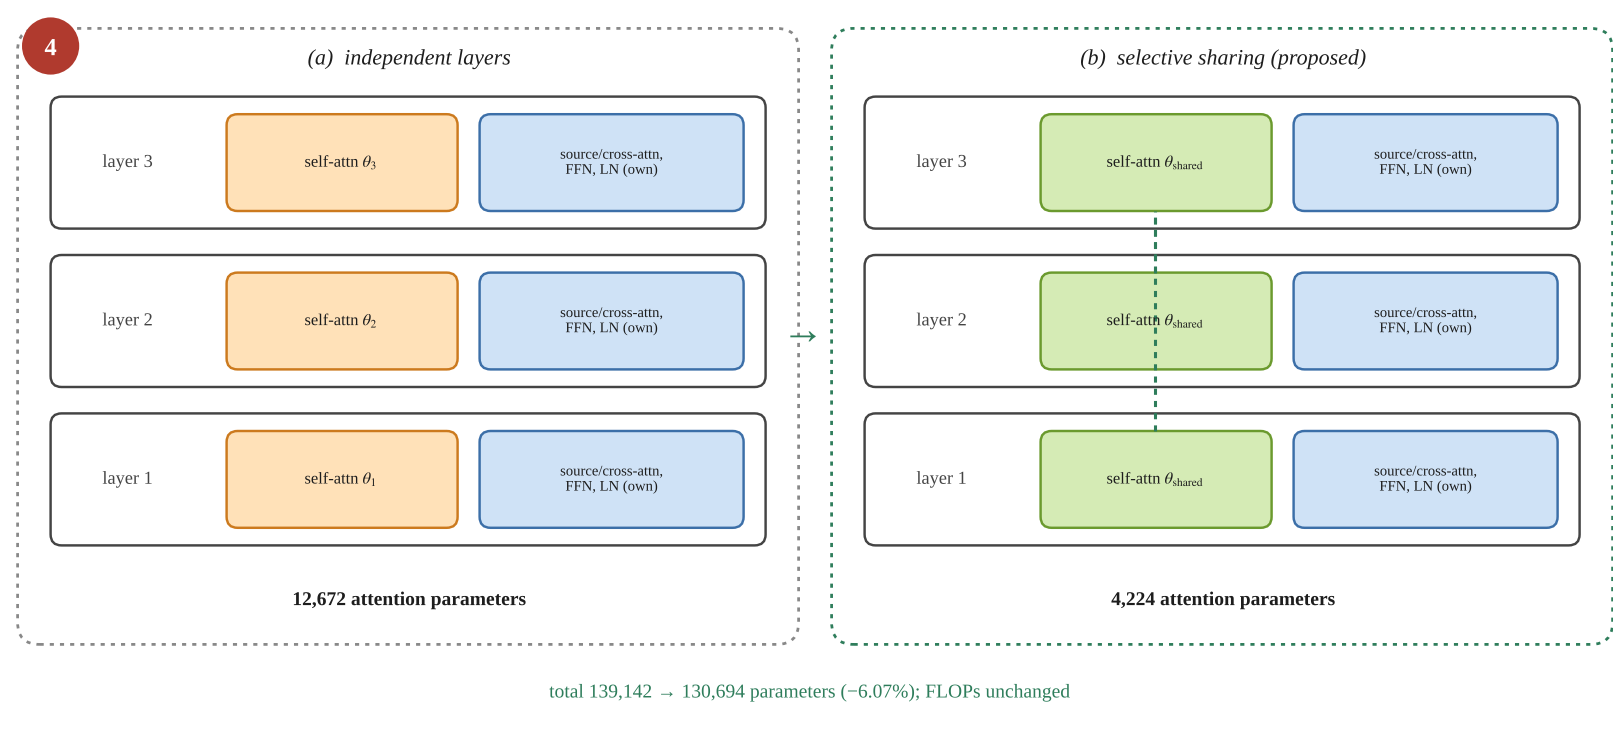 4
(a) independent layers
layer 3
self-attn θ3
source/cross-attn,
FFN, LN (own)
layer 2
self-attn θ2
source/cross-attn,
FFN, LN (own)
layer 1
self-attn θ1
source/cross-attn,
FFN, LN (own)
12,672 attention parameters
→
(b) selective sharing (proposed)
layer 3
self-attn θshared
source/cross-attn,
FFN, LN (own)
layer 2
self-attn θshared
source/cross-attn,
FFN, LN (own)
layer 1
self-attn θshared
source/cross-attn,
FFN, LN (own)
4,224 attention parameters
total 139,142 → 130,694 parameters (−6.07%); FLOPs unchanged